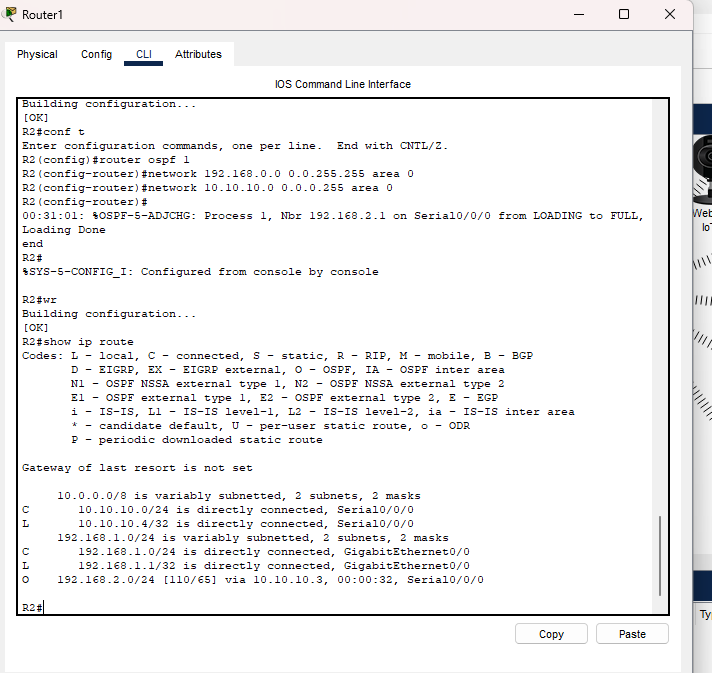 Router1
Physical Config CLI Attributes
IOS Command Line Interface
Building configuration...
[OK]
R2#conf t
Enter configuration commands, one per line.  End with CNTL/Z.
R2(config)#router ospf 1
R2(config-router)#network 192.168.0.0 0.0.255.255 area 0
R2(config-router)#network 10.10.10.0 0.0.0.255 area 0
R2(config-router)#
00:31:01: %OSPF-5-ADJCHG: Process 1, Nbr 192.168.2.1 on Serial0/0/0 from LOADING to FULL,
Loading Done
end
R2#
%SYS-5-CONFIG_I: Configured from console by console
R2#wr
Building configuration...
[OK]
R2#show ip route
Codes: L - local, C - connected, S - static, R - RIP, M - mobile, B - BGP
D - EIGRP, EX - EIGRP external, O - OSPF, IA - OSPF inter area
N1 - OSPF NSSA external type 1, N2 - OSPF NSSA external type 2
E1 - OSPF external type 1, E2 - OSPF external type 2, E - EGP
i - IS-IS, L1 - IS-IS level-1, L2 - IS-IS level-2, ia - IS-IS inter area
* - candidate default, U - per-user static route, o - ODR
P - periodic downloaded static route
Gateway of last resort is not set
10.0.0.0/8 is variably subnetted, 2 subnets, 2 masks
C 10.10.10.0/24 is directly connected, Serial0/0/0
L 10.10.10.4/32 is directly connected, Serial0/0/0
192.168.1.0/24 is variably subnetted, 2 subnets, 2 masks
C 192.168.1.0/24 is directly connected, GigabitEthernet0/0
L 192.168.1.1/32 is directly connected, GigabitEthernet0/0
O 192.168.2.0/24 [110/65] via 10.10.10.3, 00:00:32, Serial0/0/0
R2#
Copy Paste
Web
IoT